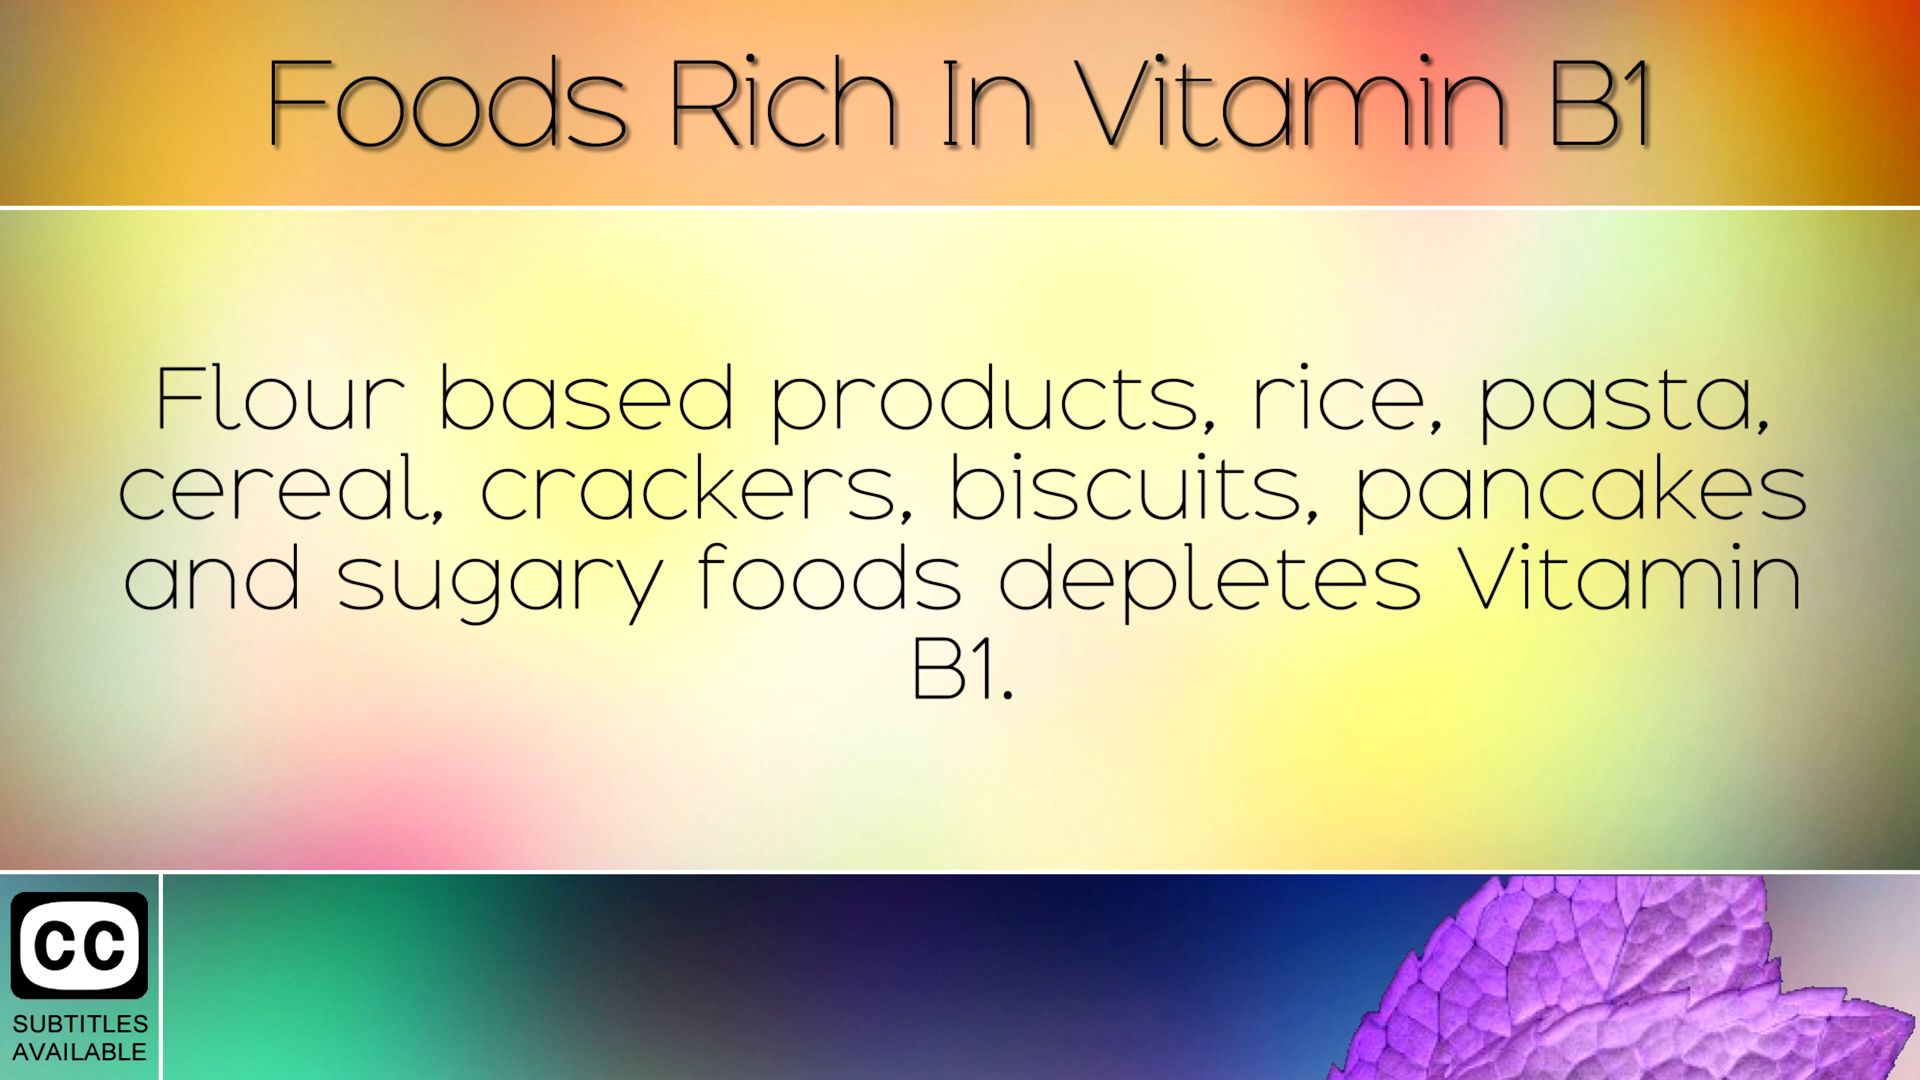 Foods Rich In Vitamin B1
Flour based products, rice, pasta,
cereal, crackers, biscuits, pancakes
and sugary foods depletes Vitamin
B1.
CC
SUBTITLES
AVAILABLE